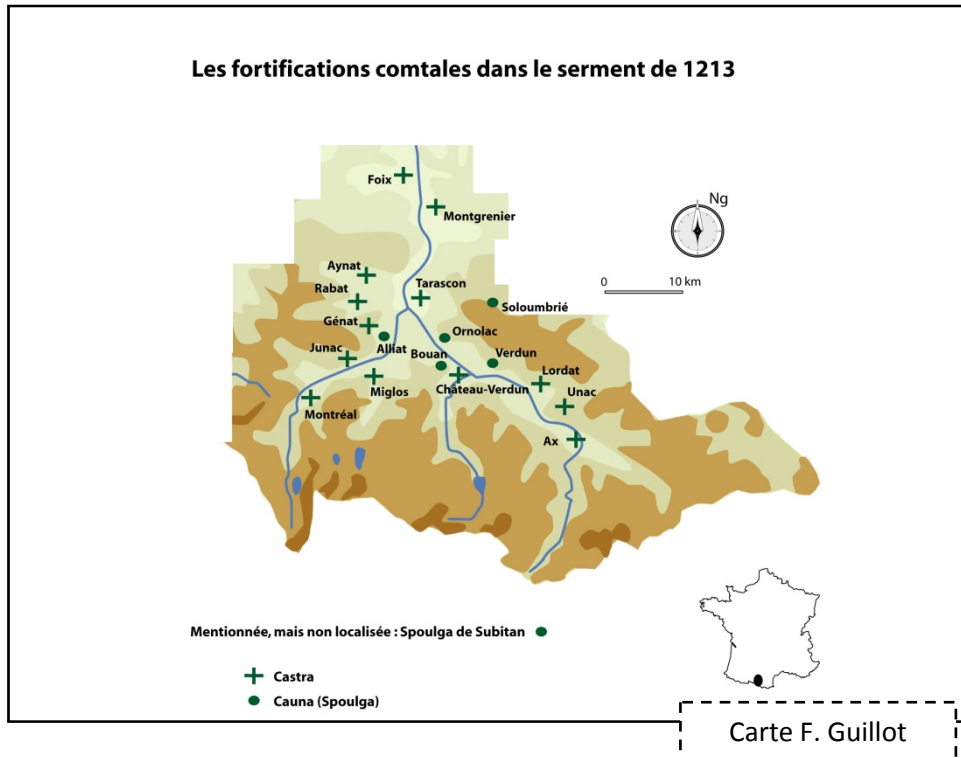 Les fortifications comtales dans le serment de 1213
Foix
Montgrenier
Ng
0 10 km
Aynat
Rabat
Tarascon
Soloumbrié
Génat
Ornolac
Alliat
Junac
Bouan
Verdun
Lordat
Miglos
Château-Verdun
Unac
Montréal
Ax
Mentionnée, mais non localisée : Spoulga de Subitan
Castra
Cauna (Spoulga)
Carte F. Guillot